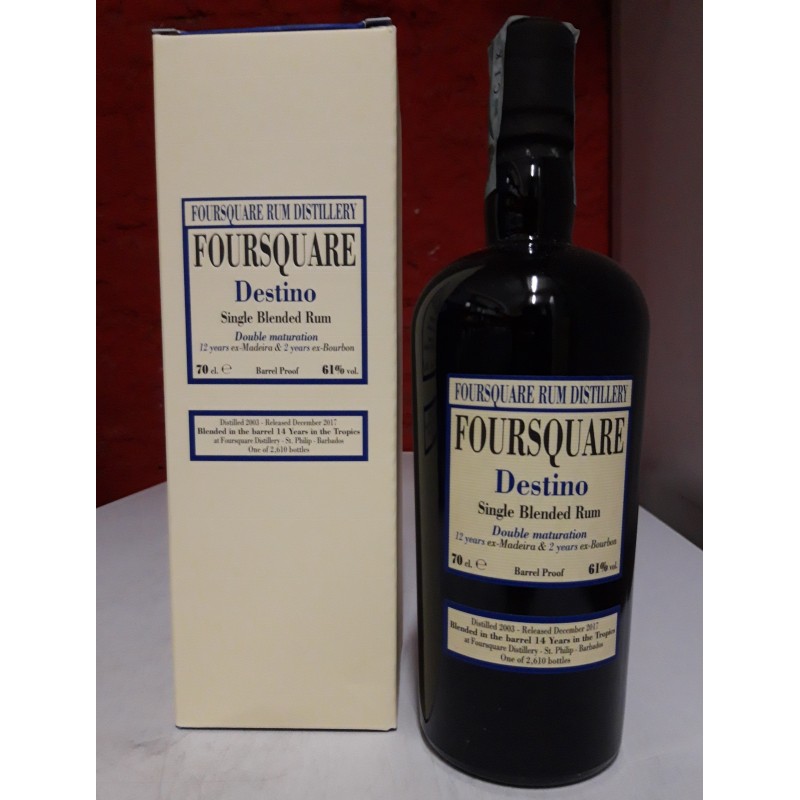 FOURSQUARE RUM DISTILLERY
FOURSQUARE
Destino
Single Blended Rum
Double maturation
12 years ex-Madeira & 2 years ex-Bourbon
70 cl. ℮ Barrel Proof 61% vol.
Distilled 2003 - Released December 2017
Blended in the barrel 14 Years in the Tropics
at Foursquare Distillery - St. Philip - Barbados
One of 2,610 bottles
FOURSQUARE RUM DISTILLERY
FOURSQUARE
Destino
Single Blended Rum
Double maturation
12 years ex-Madeira & 2 years ex-Bourbon
70 cl. ℮ Barrel Proof 61% vol.
Distilled 2003 - Released December 2017
Blended in the barrel 14 Years in the Tropics
at Foursquare Distillery - St. Philip - Barbados
One of 2,610 bottles